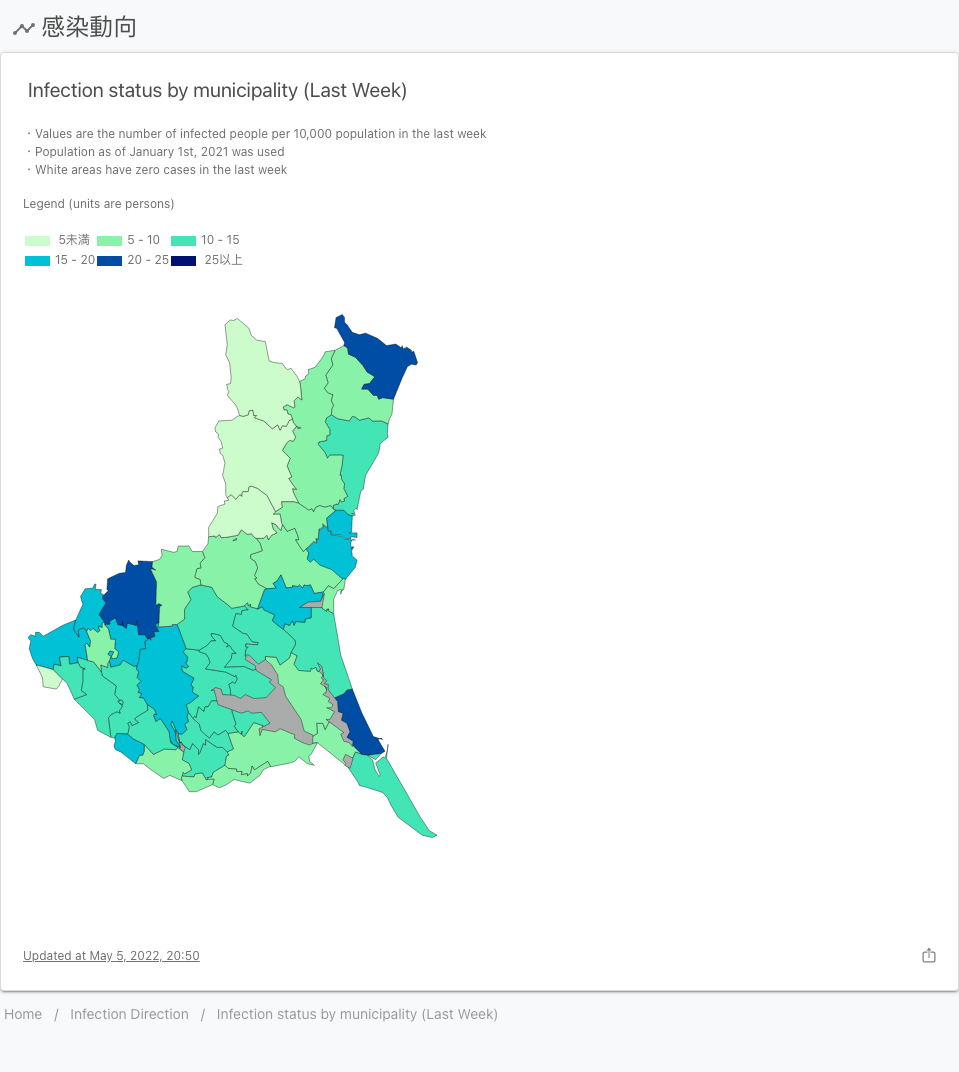 感染動向
Infection status by municipality (Last Week)
・Values are the number of infected people per 10,000 population in the last week
・Population as of January 1st, 2021 was used
・White areas have zero cases in the last week
Legend (units are persons)
5未満 5 - 10 10 - 15
15 - 20 20 - 25 25以上
Updated at May 5, 2022, 20:50
Home / Infection Direction / Infection status by municipality (Last Week)